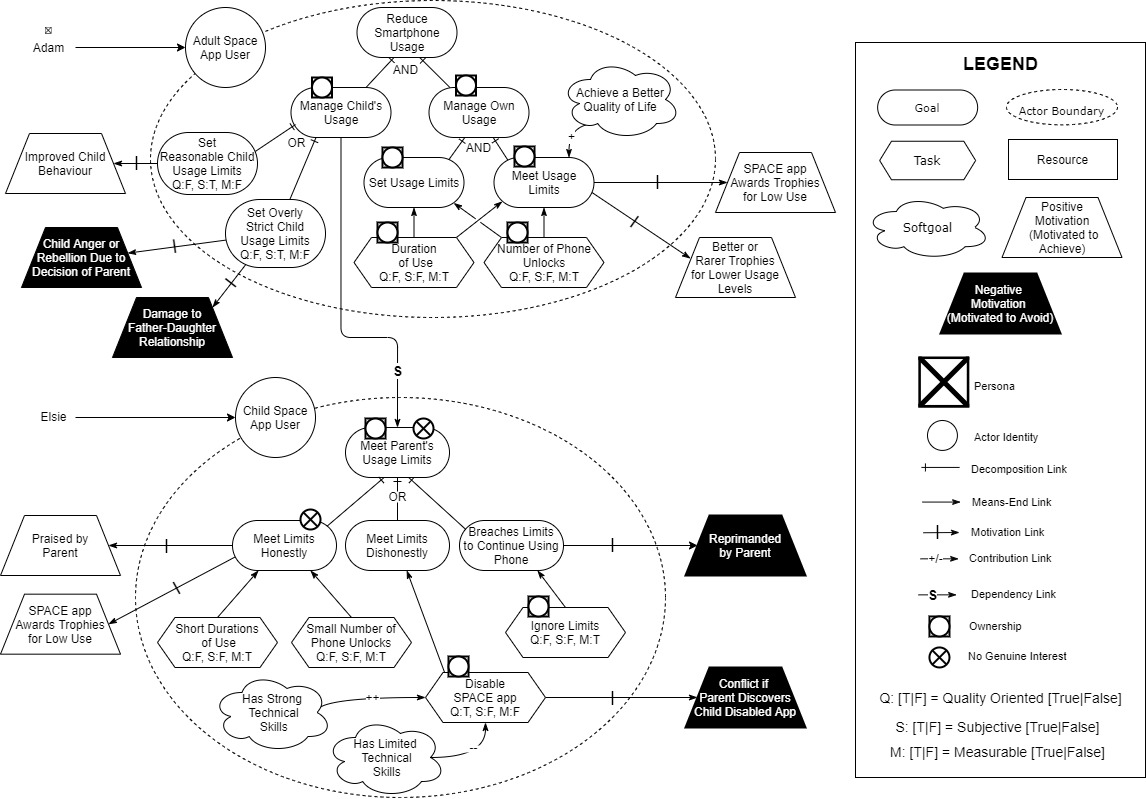 Adam
Adult Space
App User
Reduce
Smartphone
Usage
AND
Manage Child's
Usage
Manage Own
Usage
Achieve a Better
Quality of Life
+
OR
AND
Set
Reasonable Child
Usage Limits
Q:F, S:T, M:F
Improved Child
Behaviour
Set Usage Limits
Meet Usage
Limits
SPACE app
Awards Trophies
for Low Use
Set Overly
Strict Child
Usage Limits
Q:F, S:T, M:F
Child Anger or
Rebellion Due to
Decision of Parent
Duration
of Use
Q:F, S:F, M:T
Number of Phone
Unlocks
Q:F, S:F, M:T
Better or
Rarer Trophies
for Lower Usage
Levels
Damage to
Father-Daughter
Relationship
S
Elsie
Child Space
App User
Meet Parent's
Usage Limits
OR
Praised by
Parent
Meet Limits
Honestly
Meet Limits
Dishonestly
Breaches Limits
to Continue Using
Phone
Reprimanded
by Parent
SPACE app
Awards Trophies
for Low Use
Short Durations
of Use
Q:F, S:F, M:T
Small Number of
Phone Unlocks
Q:F, S:F, M:T
Ignore Limits
Q:F, S:F, M:T
Has Strong
Technical
Skills
++
Disable
SPACE app
Q:T, S:F, M:F
Conflict if
Parent Discovers
Child Disabled App
Has Limited
Technical
Skills
--
LEGEND
Goal
Actor Boundary
Task
Resource
Softgoal
Positive
Motivation
(Motivated to
Achieve)
Negative
Motivation
(Motivated to Avoid)
Persona
Actor Identity
Decomposition Link
Means-End Link
Motivation Link
-+/-
Contribution Link
S
Dependency Link
Ownership
No Genuine Interest
Q: [T|F] = Quality Oriented [True|False]
S: [T|F] = Subjective [True|False]
M: [T|F] = Measurable [True|False]